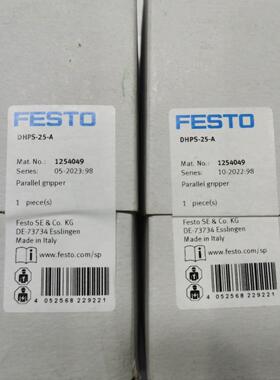 FESTO
DHPS-25-A
Mat. No.: 1254049
Series: 05-2023:98
Parallel gripper
1 piece(s)
Festo SE & Co. KG
DE-73734 Esslingen
Made in Italy
www.festo.com/sp
4 052568 229221
FESTO
DHPS-25-A
Mat. No.: 1254049
Series: 10-2022:98
Parallel gripper
1 piece(s)
Festo SE & Co. KG
DE-73734 Esslingen
Made in Italy
www.festo.com/sp
4 052568 229221